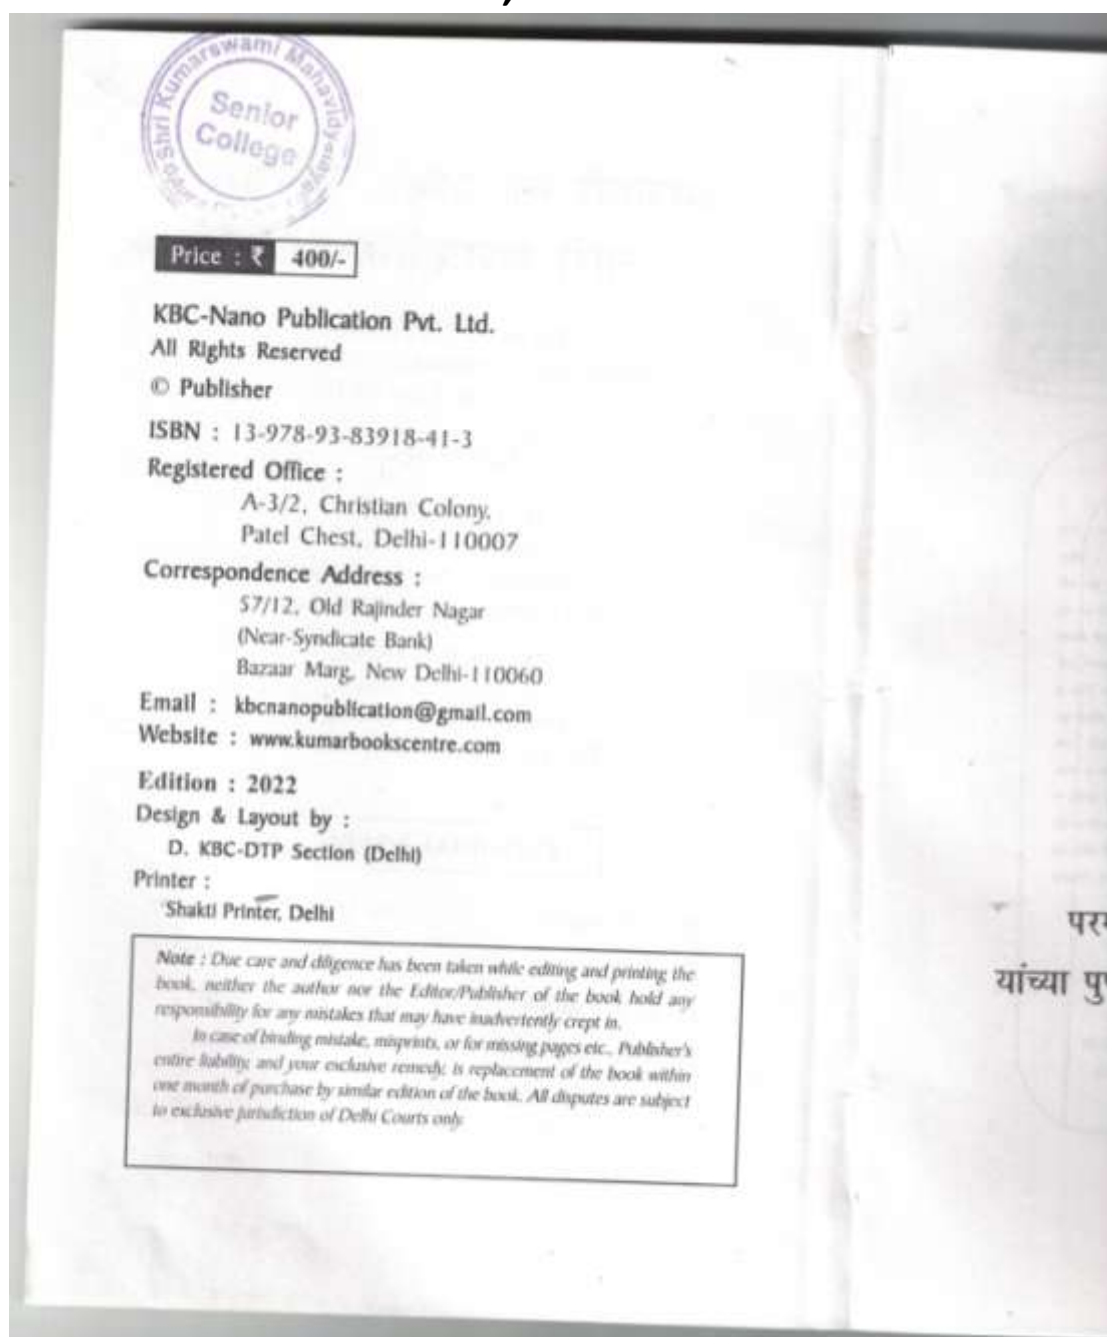 Shri Kumarswami Mahavidyalaya
Senior
College
Price : ₹ 400/-
KBC-Nano Publication Pvt. Ltd.
All Rights Reserved
© Publisher
ISBN : 13-978-93-83918-41-3
Registered Office :
A-3/2, Christian Colony,
Patel Chest, Delhi-110007
Correspondence Address :
57/12, Old Rajinder Nagar
(Near-Syndicate Bank)
Bazaar Marg, New Delhi-110060
Email : kbcnanopublication@gmail.com
Website : www.kumarbookscentre.com
Edition : 2022
Design & Layout by :
D. KBC-DTP Section (Delhi)
Printer :
Shakti Printer, Delhi
Note : Due care and diligence has been taken while editing and printing the
book, neither the author nor the Editor/Publisher of the book hold any
responsibility for any mistakes that may have inadvertently crept in.
In case of binding mistake, misprints, or for missing pages etc., Publisher's
entire liability, and your exclusive remedy, is replacement of the book within
one month of purchase by similar edition of the book. All disputes are subject
to exclusive jurisdiction of Delhi Courts only.
यांच्या